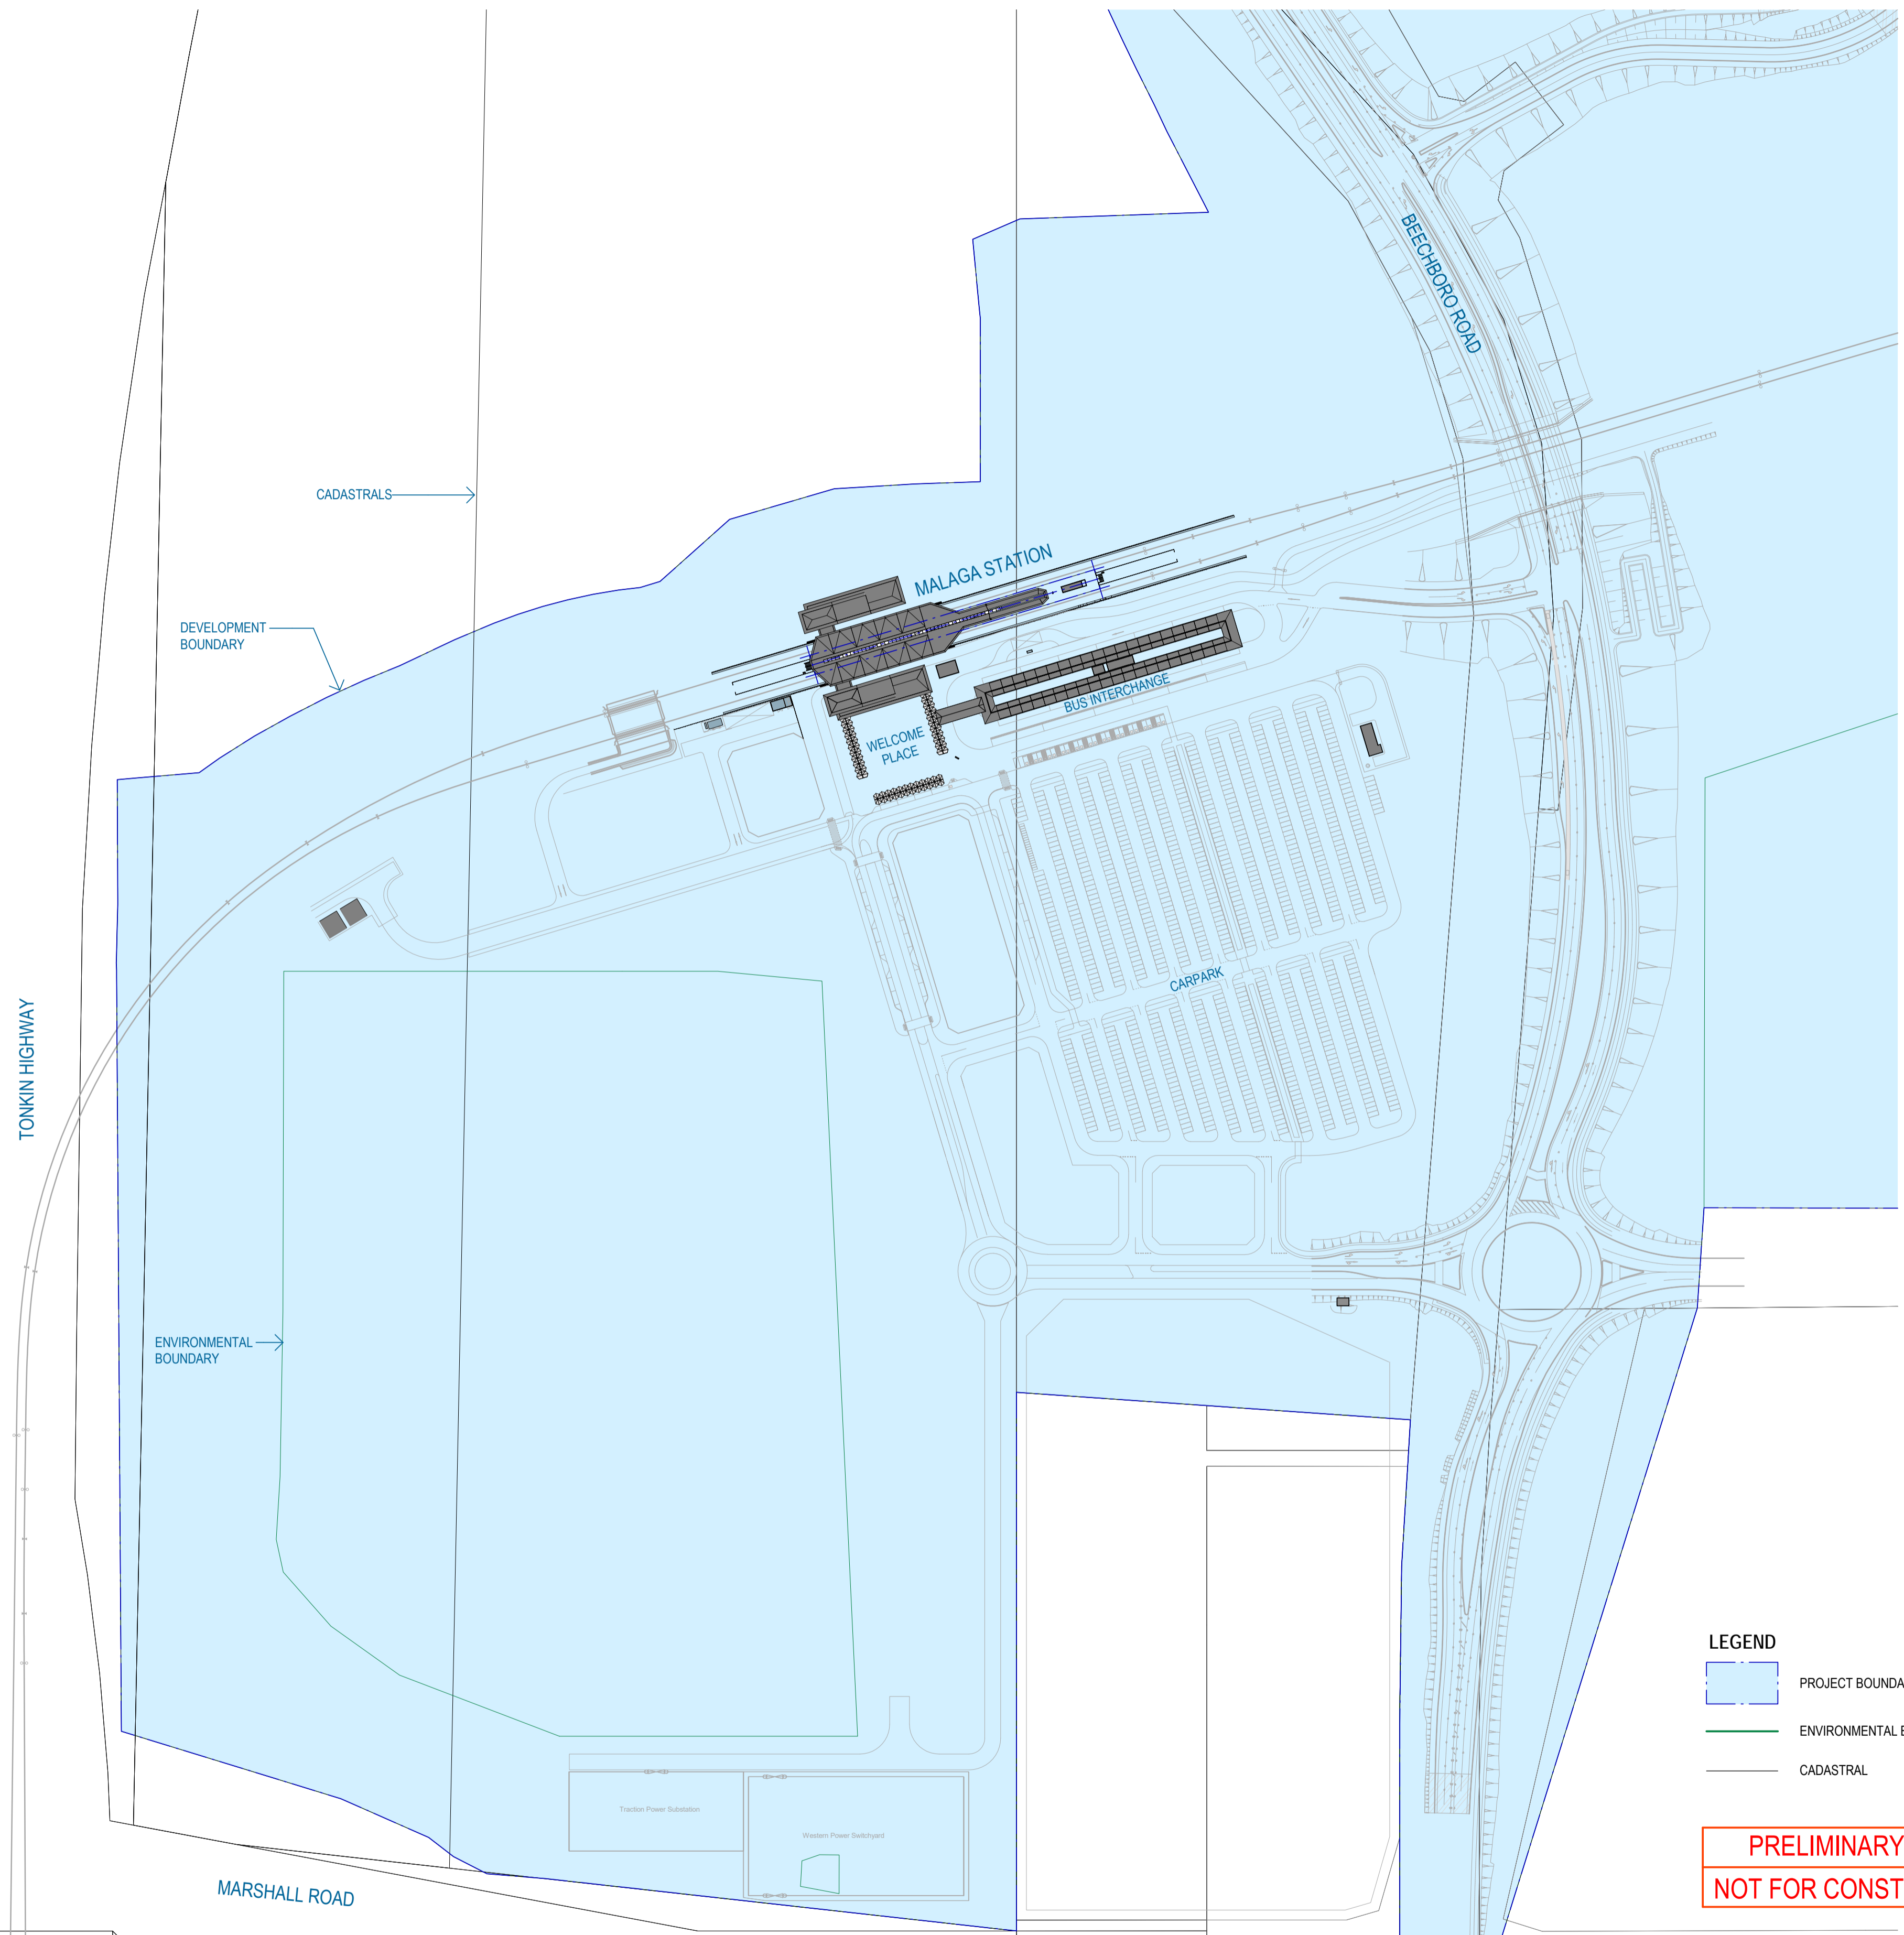 BEECHBORO ROAD
CADASTRALS
MALAGA STATION
DEVELOPMENT
BOUNDARY
BUS INTERCHANGE
WELCOME
PLACE
CARPARK
TONKIN HIGHWAY
ENVIRONMENTAL
BOUNDARY
LEGEND
PROJECT BOUNDA
ENVIRONMENTAL
CADASTRAL
Traction Power Substation
Western Power Switchyard
PRELIMINARY
NOT FOR CONST
MARSHALL ROAD